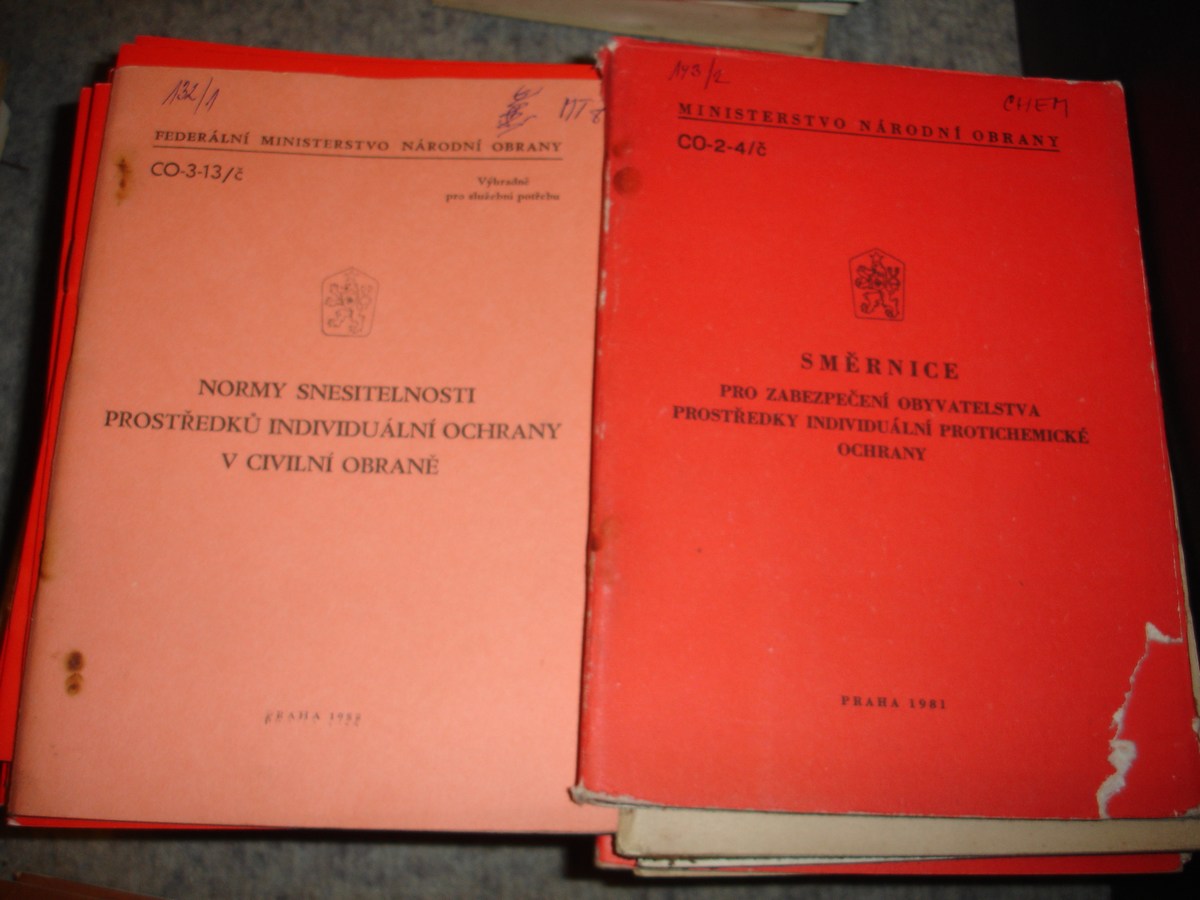 132/1
FEDERÁLNÍ MINISTERSTVO NÁRODNÍ OBRANY
CO-3-13/č
Výhradně
pro služební potřebu
NORMY SNESITELNOSTI
PROSTŘEDKŮ INDIVIDUÁLNÍ OCHRANY
V CIVILNÍ OBRANĚ
PRAHA
143/2
CHEM
MINISTERSTVO NÁRODNÍ OBRANY
CO-2-4/č
SMĚRNICE
PRO ZABEZPEČENÍ OBYVATELSTVA
PROSTŘEDKY INDIVIDUÁLNÍ PROTICHEMICKÉ
OCHRANY
PRAHA 1981